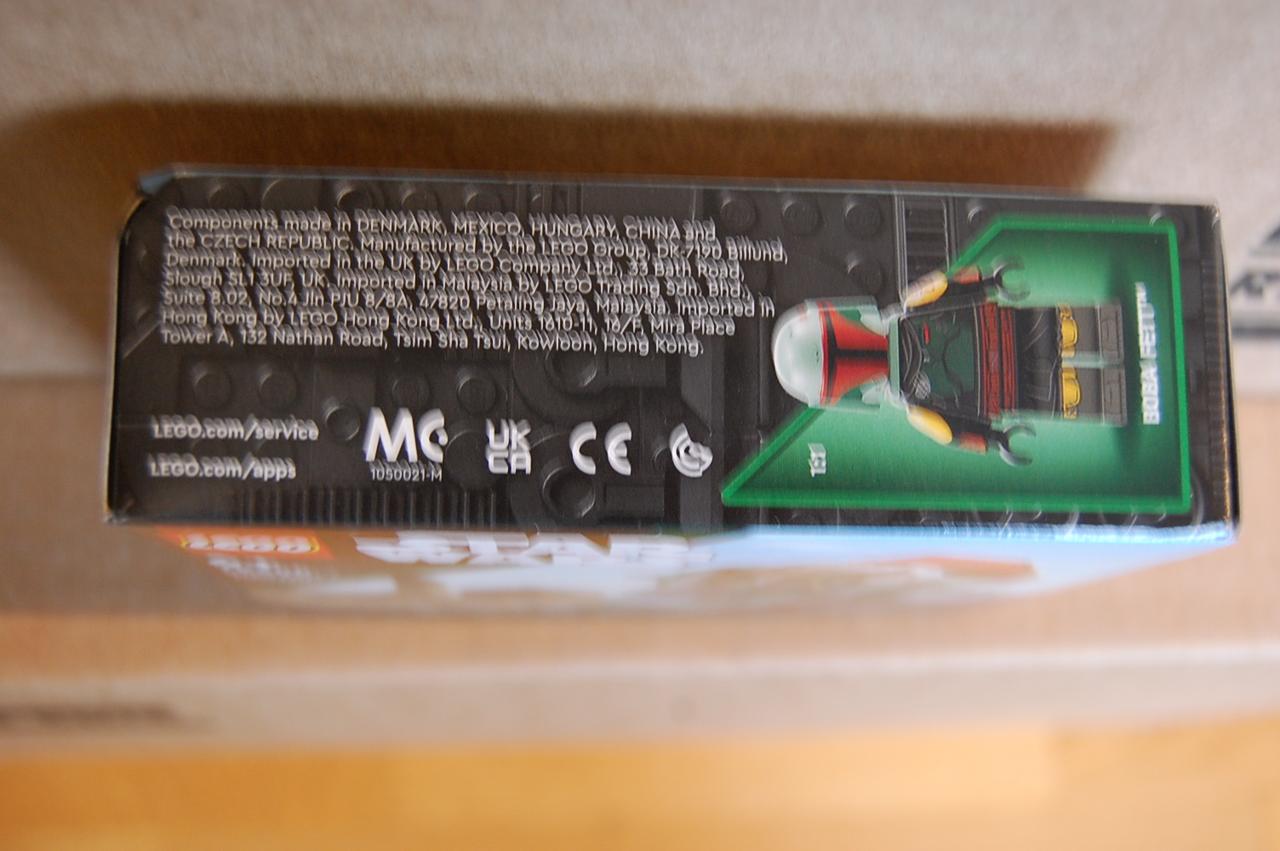 Components made in DENMARK, MEXICO, HUNGARY, CHINA and
the CZECH REPUBLIC. Manufactured by the LEGO Group, DK-7190 Billund,
Denmark. Imported in the UK by LEGO Company Ltd., 33 Bath Road,
Slough SL1 3UF, UK. Imported in Malaysia by LEGO Trading Sdn. Bhd.,
Suite 8.02, No.4 Jln PJU 8/8A, 47820 Petaling Jaya, Malaysia. Imported in
Hong Kong by LEGO Hong Kong Ltd., Units 1610-11, 16/F, Mira Place
Tower A, 132 Nathan Road, Tsim Sha Tsui, Kowloon, Hong Kong.
LEGO.com/service
LEGO.com/apps
MC
1050021-M
UK
CA
CE
1:1
BOBA FETT™
LEGO
STAR